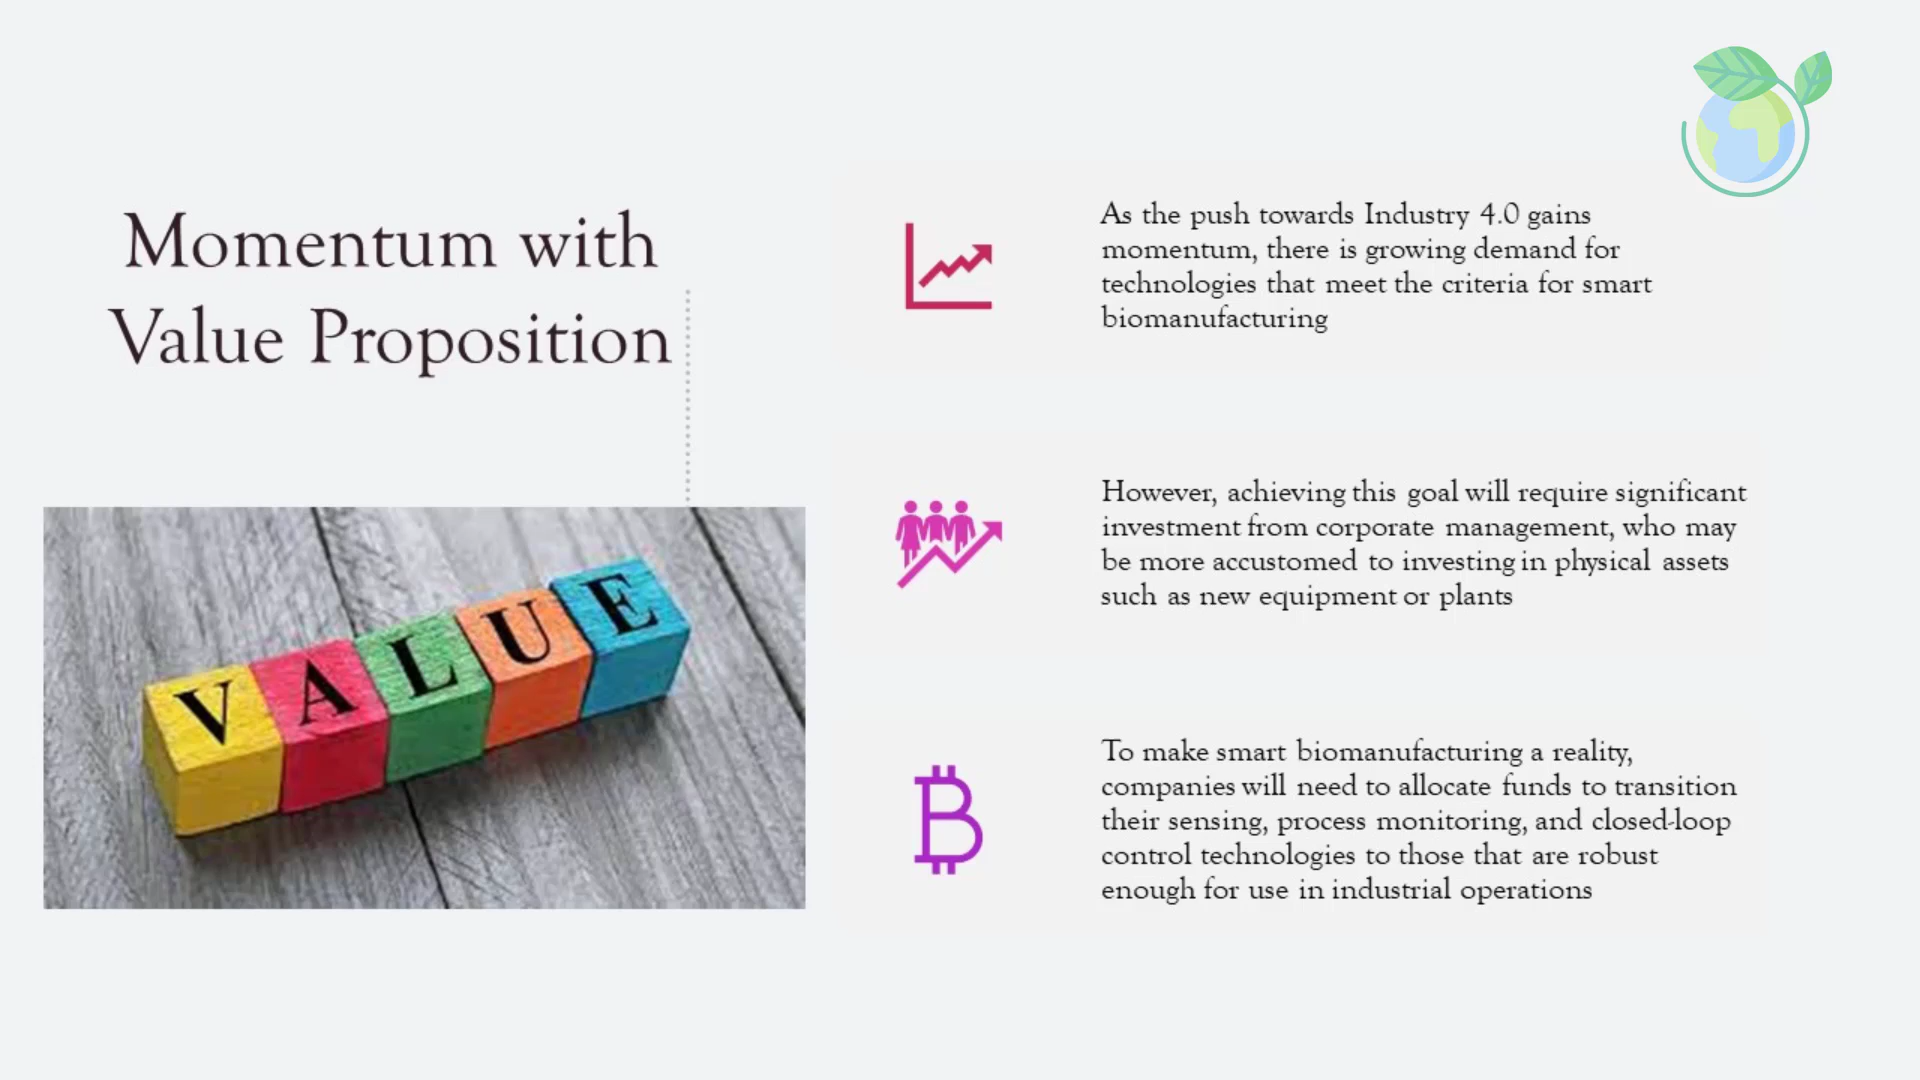 Momentum with
Value Proposition
VALUE
As the push towards Industry 4.0 gains
momentum, there is growing demand for
technologies that meet the criteria for smart
biomanufacturing
However, achieving this goal will require significant
investment from corporate management, who may
be more accustomed to investing in physical assets
such as new equipment or plants
To make smart biomanufacturing a reality,
companies will need to allocate funds to transition
their sensing, process monitoring, and closed-loop
control technologies to those that are robust
enough for use in industrial operations